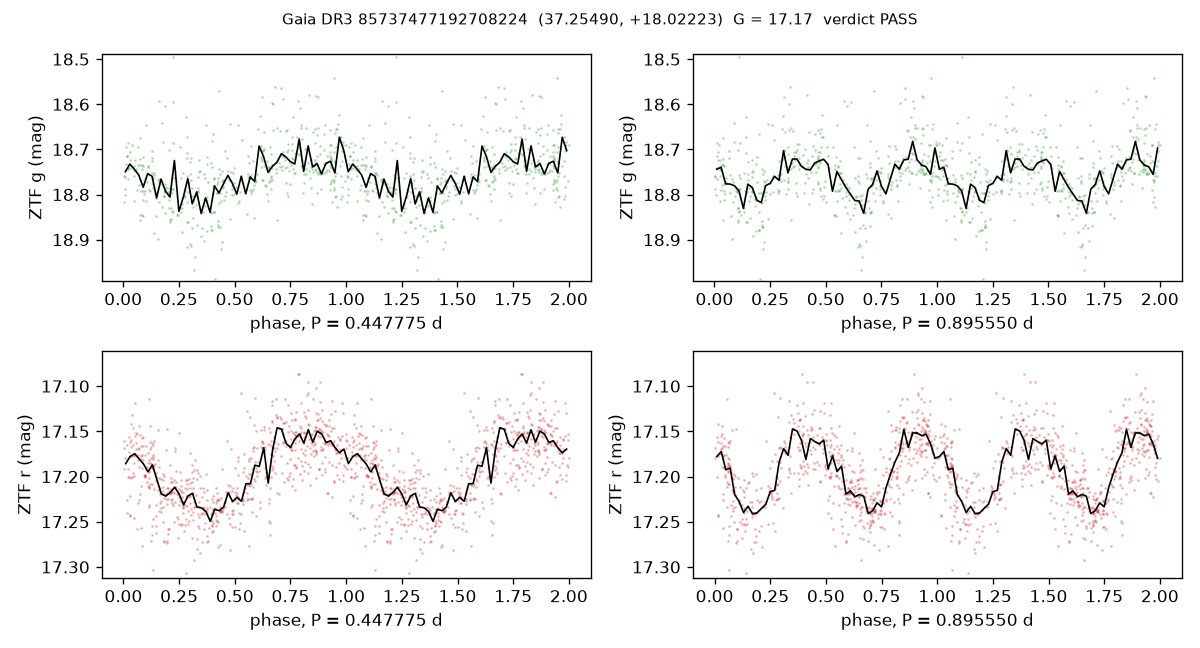 Gaia DR3 85737477192708224 (37.25490, +18.02223) G = 17.17 verdict PASS
18.5
18.6
18.7
18.8
18.9
ZTF g (mag)
0.00 0.25 0.50 0.75 1.00 1.25 1.50 1.75 2.00
phase, P = 0.447775 d
18.5
18.6
18.7
18.8
18.9
ZTF g (mag)
0.00 0.25 0.50 0.75 1.00 1.25 1.50 1.75 2.00
phase, P = 0.895550 d
17.10
17.15
17.20
17.25
17.30
ZTF r (mag)
0.00 0.25 0.50 0.75 1.00 1.25 1.50 1.75 2.00
phase, P = 0.447775 d
17.10
17.15
17.20
17.25
17.30
ZTF r (mag)
0.00 0.25 0.50 0.75 1.00 1.25 1.50 1.75 2.00
phase, P = 0.895550 d